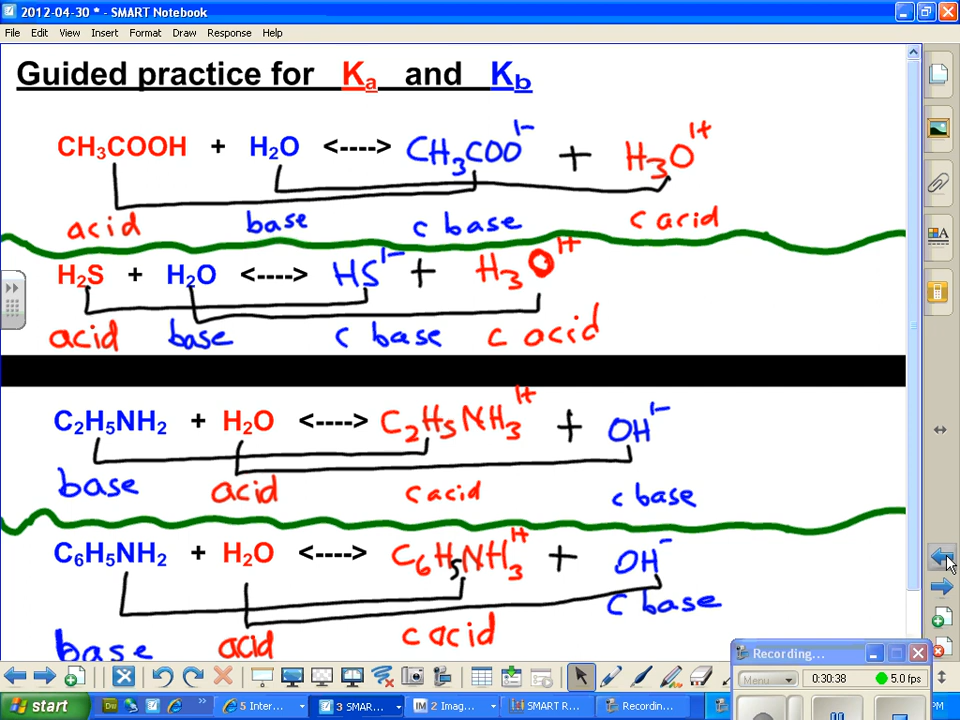 2012-04-30 * - SMART Notebook
File Edit View Insert Format Draw Response Help
Guided practice for Ka and Kb
CH3COOH + H2O <----> CH3COO1- + H3O1+
acid base c base c acid
H2S + H2O <----> HS1- + H3O1+
acid base c base c acid
C2H5NH2 + H2O <----> C2H5NH31+ + OH1-
base acid c acid c base
C6H5NH2 + H2O <----> C6H5NH31+ + OH-
base acid c acid c base
Recording...
Menu 0:30:38 5.0 fps
start Dw 5 Inter... 3 SMAR... IM 2 Imag... SMART R... Recordin...